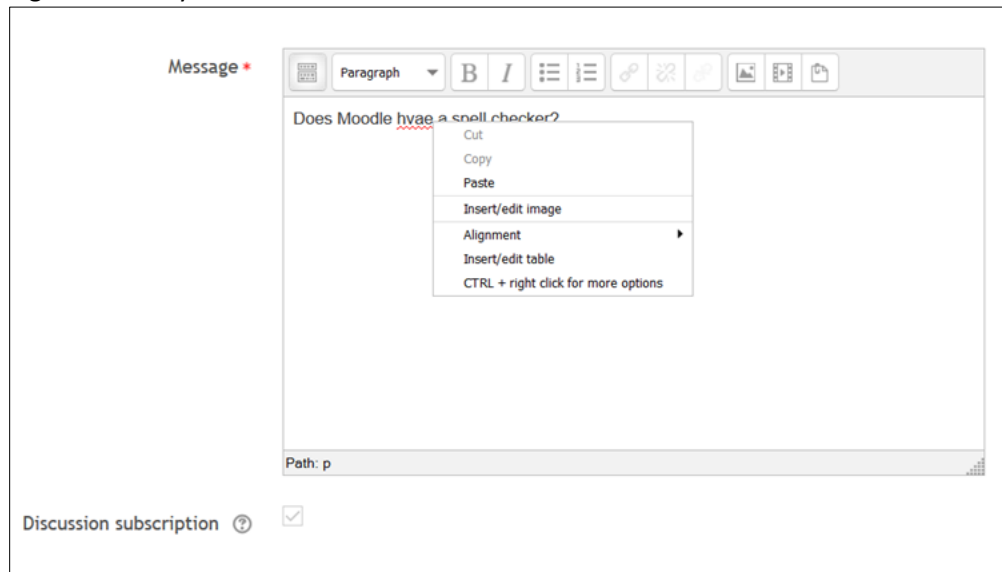 Message *
Paragraph B I
Does Moodle hvae a spell checker?
Cut
Copy
Paste
Insert/edit image
Alignment
Insert/edit table
CTRL + right click for more options
Path: p
Discussion subscription ?